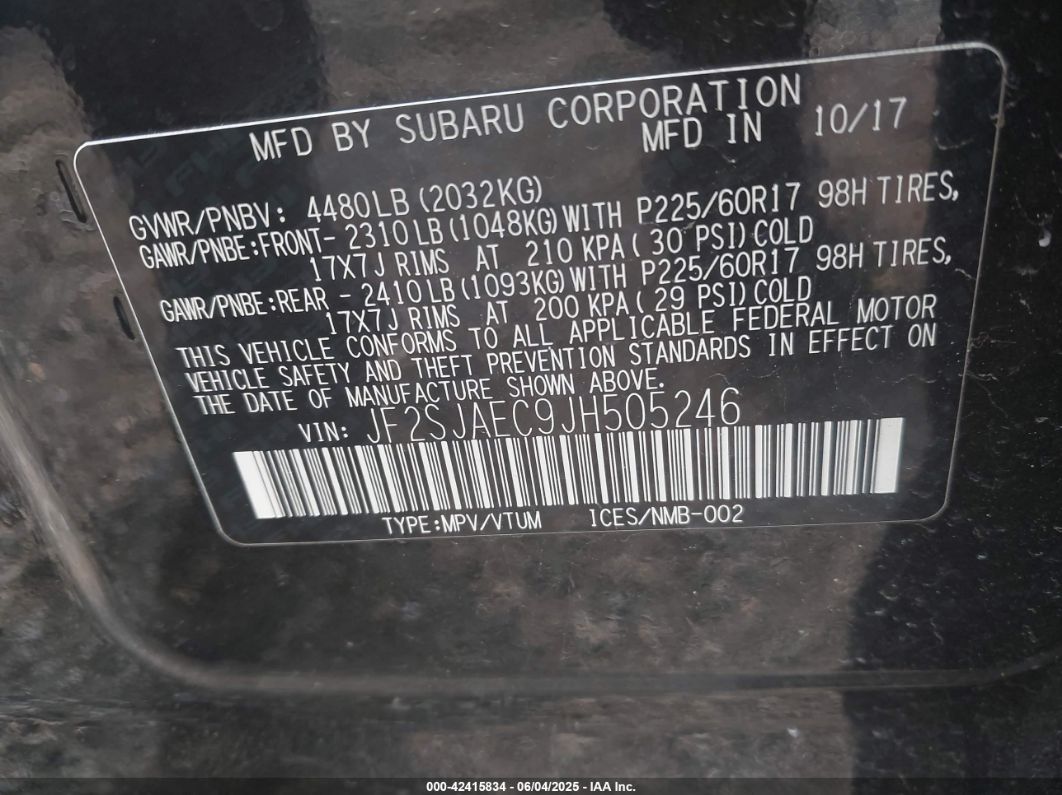 MFD BY SUBARU CORPORATION
MFD IN 10/17
GVWR/PNBV: 4480LB(2032KG)
GAWR/PNBE:FRONT- 2310LB(1048KG)WITH P225/60R17 98H TIRES,
17X7J RIMS AT 210 KPA(30 PSI)COLD
GAWR/PNBE:REAR - 2410LB(1093KG)WITH P225/60R17 98H TIRES,
17X7J RIMS AT 200 KPA(29 PSI)COLD
THIS VEHICLE CONFORMS TO ALL APPLICABLE FEDERAL MOTOR
VEHICLE SAFETY AND THEFT PREVENTION STANDARDS IN EFFECT ON
THE DATE OF MANUFACTURE SHOWN ABOVE.
VIN: JF2SJAEC9JH505246
TYPE:MPV/VTUM ICES/NMB-002
000-42415834 - 06/04/2025 - IAA Inc.